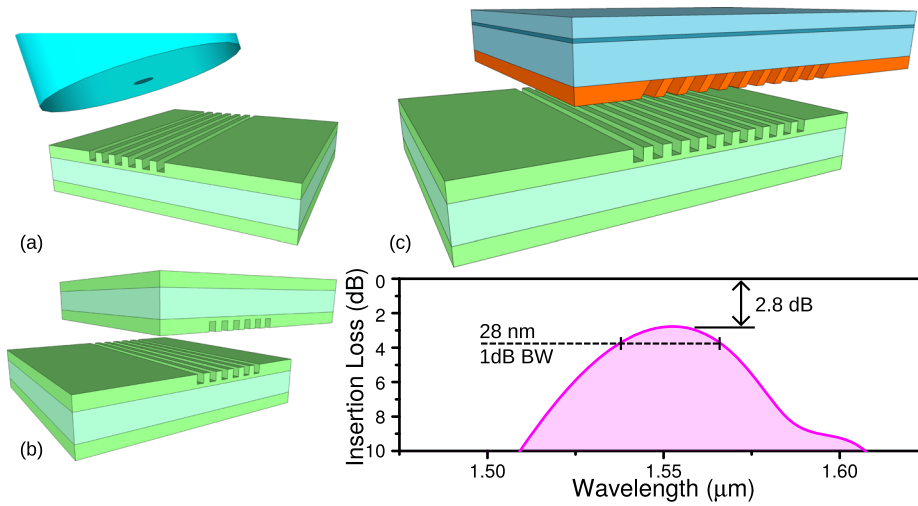 (a)
(b)
(c)
Insertion Loss (dB)
0
2
4
6
8
10
2.8 dB
28 nm
1dB BW
1.50
1.55
1.60
Wavelength (μm)